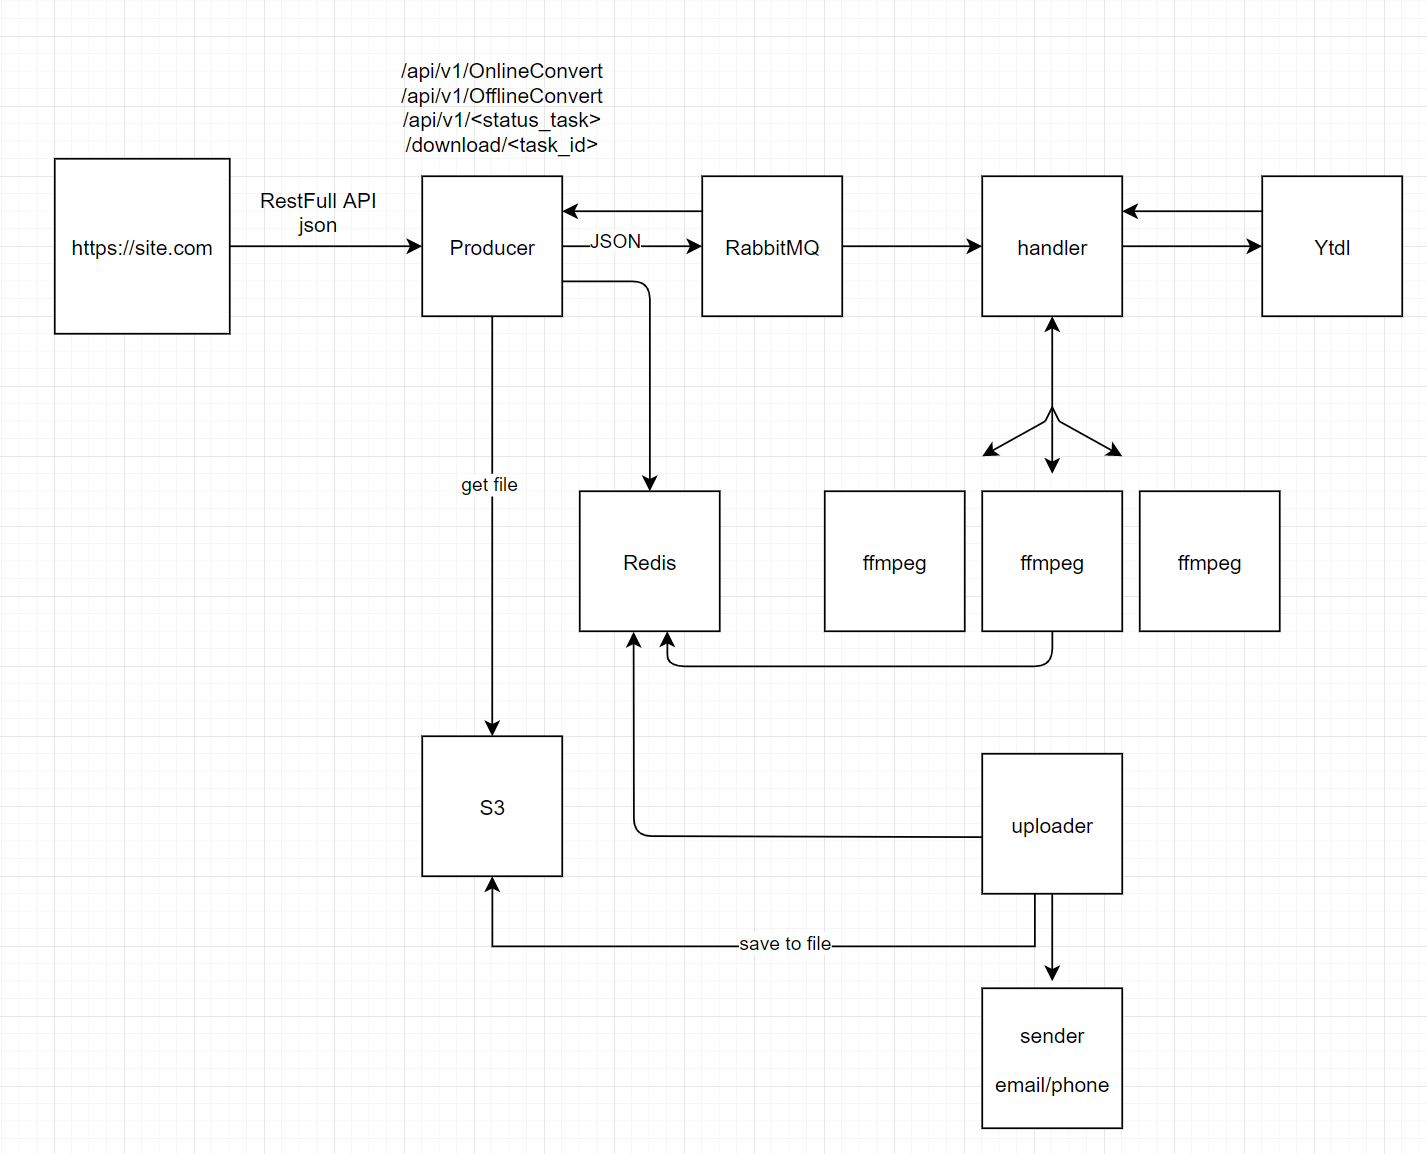 /api/v1/OnlineConvert
/api/v1/OfflineConvert
/api/v1/<status_task>
/download/<task_id>
https://site.com
RestFull API
json
Producer
JSON
RabbitMQ
handler
Ytdl
get file
Redis
ffmpeg
ffmpeg
ffmpeg
S3
uploader
save to file
sender
email/phone